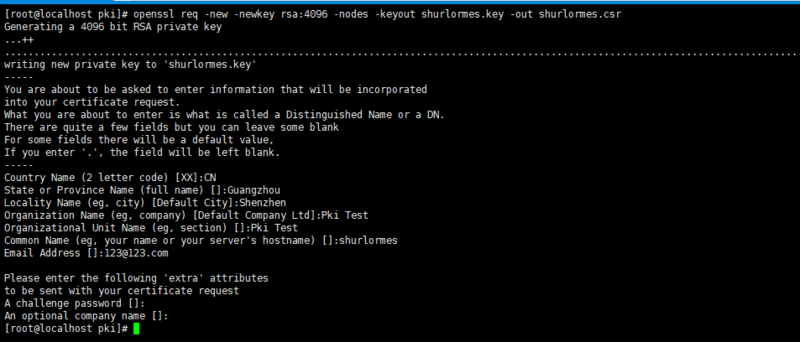 [root@localhost pki]# openssl req -new -newkey rsa:4096 -nodes -keyout shurlormes.key -out shurlormes.csr
Generating a 4096 bit RSA private key
...++
....................................................................................................................................
writing new private key to 'shurlormes.key'
-----
You are about to be asked to enter information that will be incorporated
into your certificate request.
What you are about to enter is what is called a Distinguished Name or a DN.
There are quite a few fields but you can leave some blank
For some fields there will be a default value,
If you enter '.', the field will be left blank.
-----
Country Name (2 letter code) [XX]:CN
State or Province Name (full name) []:Guangzhou
Locality Name (eg, city) [Default City]:Shenzhen
Organization Name (eg, company) [Default Company Ltd]:Pki Test
Organizational Unit Name (eg, section) []:Pki Test
Common Name (eg, your name or your server's hostname) []:shurlormes
Email Address []:123@123.com

Please enter the following 'extra' attributes
to be sent with your certificate request
A challenge password []:
An optional company name []:
[root@localhost pki]#